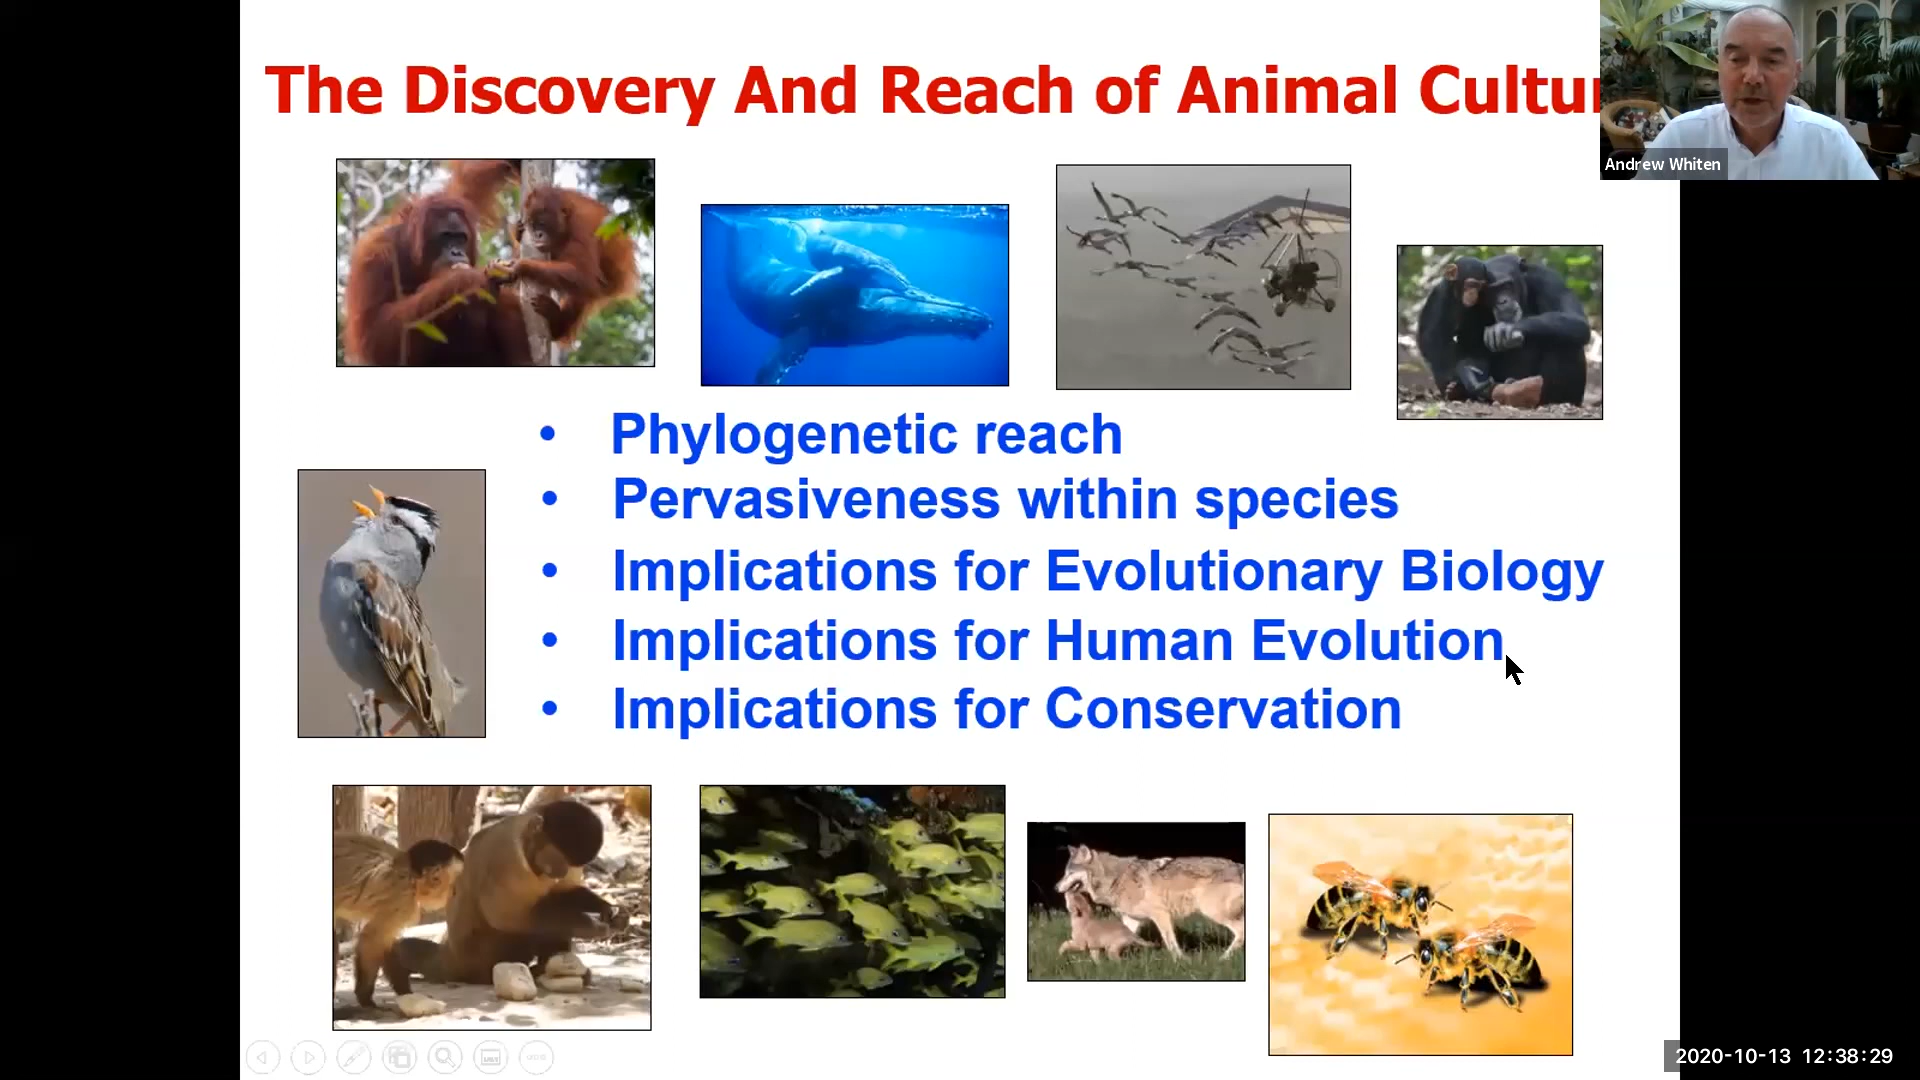 The Discovery And Reach of Animal Cultu
Andrew Whiten
• Phylogenetic reach
• Pervasiveness within species
• Implications for Evolutionary Biology
• Implications for Human Evolution
• Implications for Conservation
2020-10-13 12:38:29